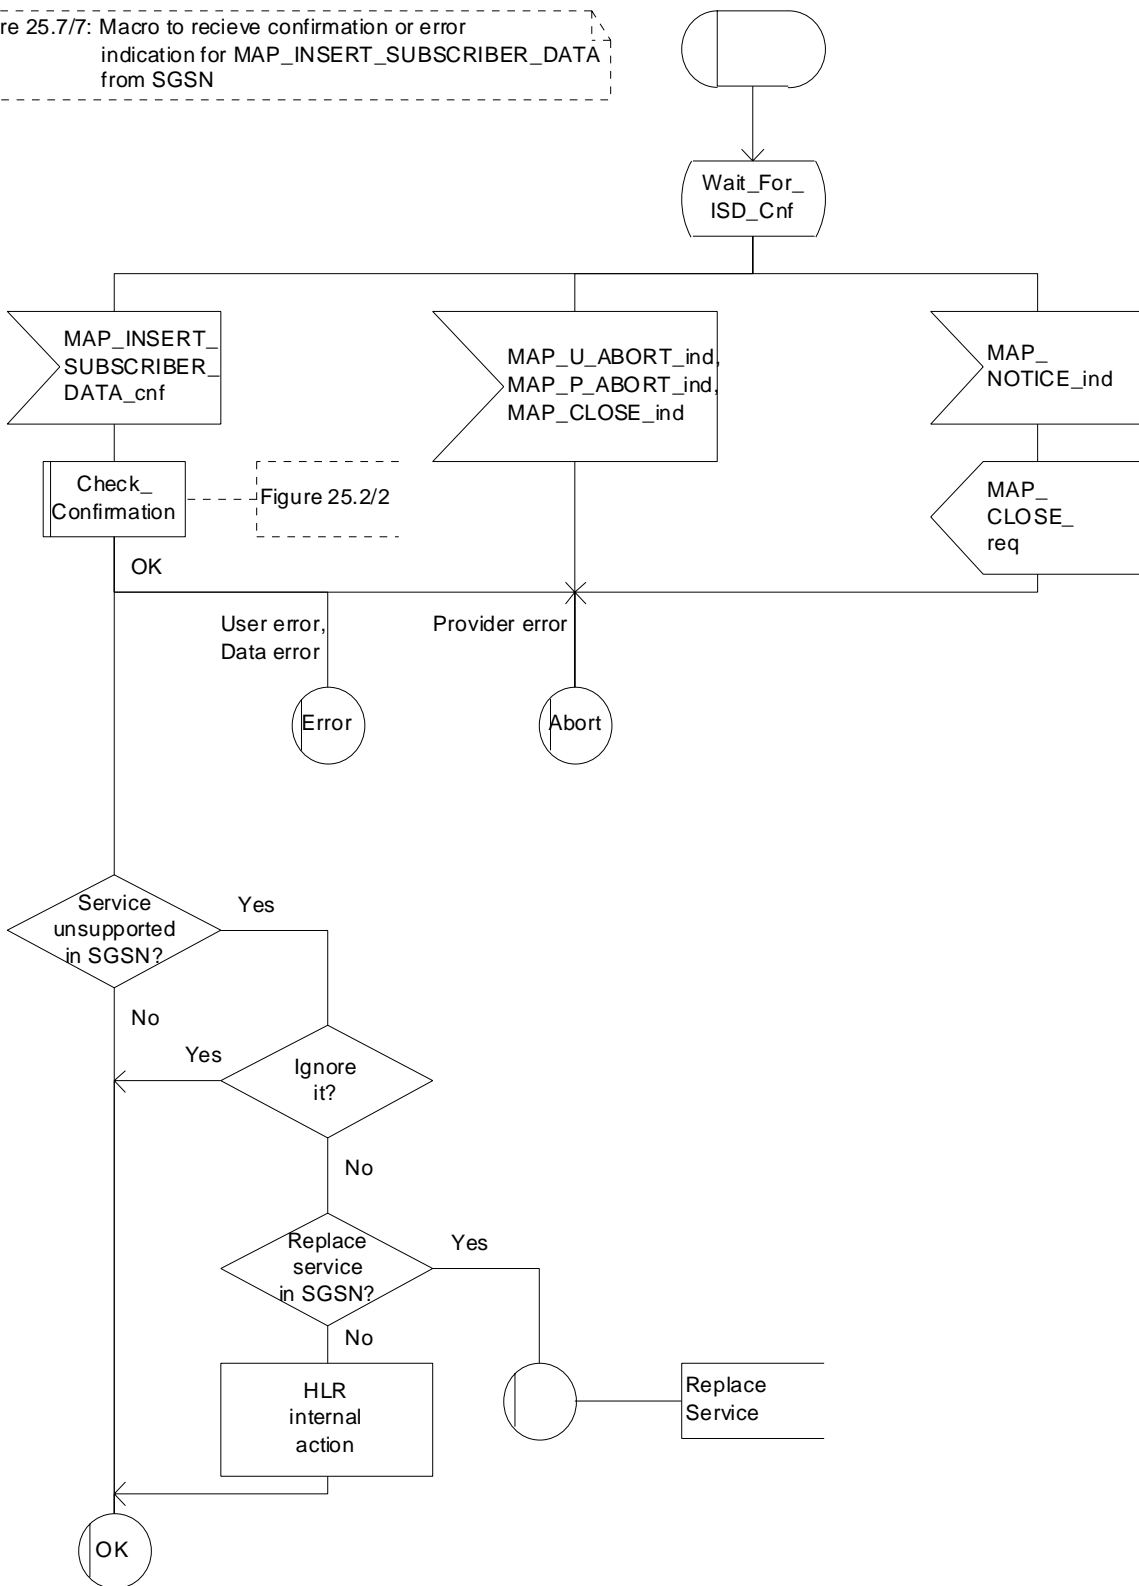 re 25.7/7: Macro to recieve confirmation or error
indication for MAP_INSERT_SUBSCRIBER_DATA
from SGSN
Wait_For_
ISD_Cnf
MAP_INSERT_
SUBSCRIBER_
DATA_cnf
MAP_U_ABORT_ind,
MAP_P_ABORT_ind,
MAP_CLOSE_ind
MAP_
NOTICE_ind
Check_
Confirmation
Figure 25.2/2
MAP_
CLOSE_
req
OK
User error,
Data error
Provider error
Error
Abort
Service
unsupported
in SGSN?
Yes
No
Yes
Ignore
it?
No
Replace
service
in SGSN?
Yes
No
HLR
internal
action
Replace
Service
OK